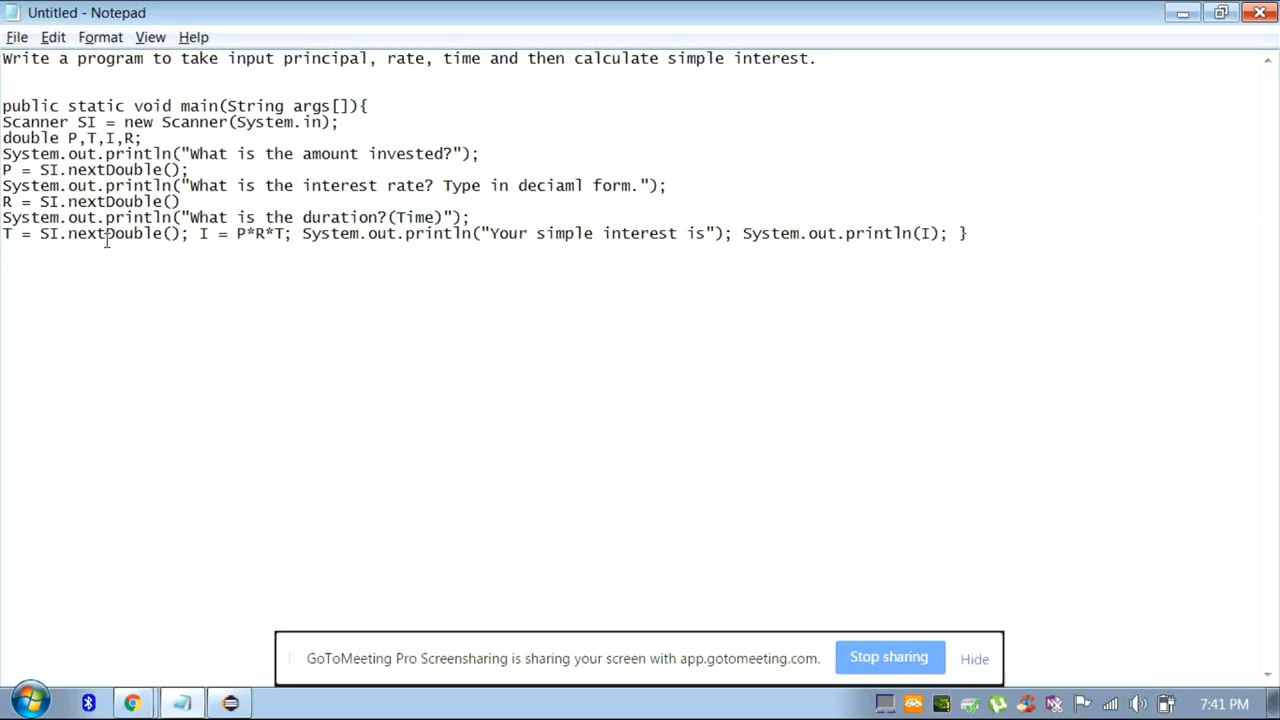 Untitled - Notepad
File Edit Format View Help
Write a program to take input principal, rate, time and then calculate simple interest.
public static void main(String args[]){
Scanner SI = new Scanner(System.in);
double P,T,I,R;
System.out.println("What is the amount invested?");
P = SI.nextDouble();
System.out.println("What is the interest rate? Type in deciaml form.");
R = SI.nextDouble()
System.out.println("What is the duration?(Time)");
T = SI.nextDouble(); I = P*R*T; System.out.println("Your simple interest is"); System.out.println(I); }
GoToMeeting Pro Screensharing is sharing your screen with app.gotomeeting.com. Stop sharing Hide
7:41 PM